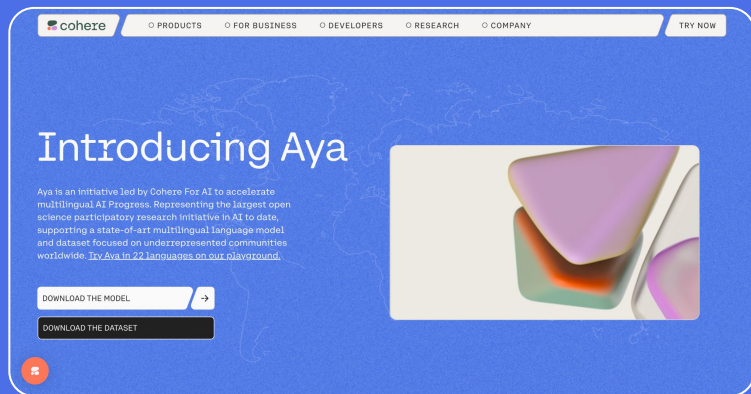 cohere
PRODUCTS
FOR BUSINESS
DEVELOPERS
RESEARCH
COMPANY
TRY NOW
Introducing Aya
Aya is an initiative led by Cohere For AI to accelerate
multilingual AI Progress. Representing the largest open
science participatory research initiative in AI to date,
supporting a state-of-art multilingual language model
and dataset focused on underrepresented communities
worldwide. Try Aya in 22 languages on our playground.
DOWNLOAD THE MODEL
DOWNLOAD THE DATASET